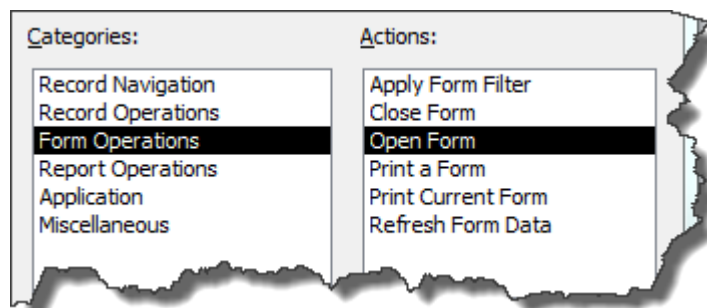 Categories:
Record Navigation
Record Operations
Form Operations
Report Operations
Application
Miscellaneous
Actions:
Apply Form Filter
Close Form
Open Form
Print a Form
Print Current Form
Refresh Form Data